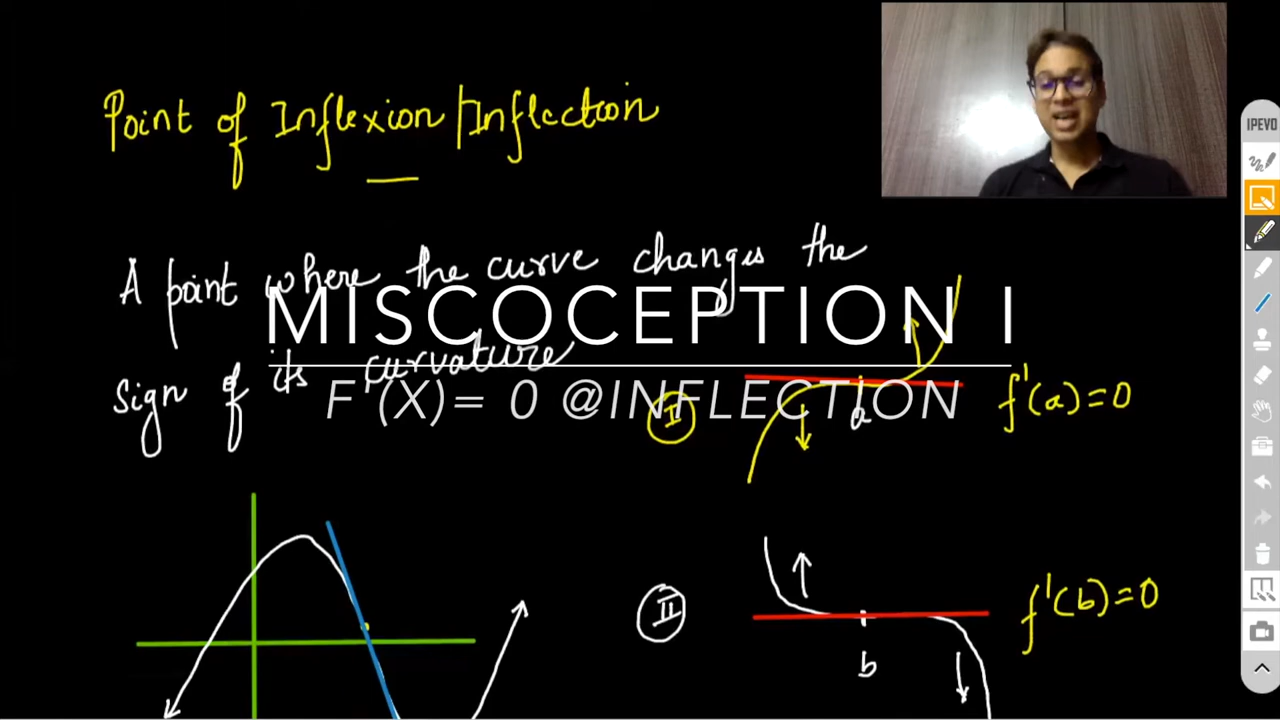 Point of Inflexion/Inflection
IPEVO
A point where the curve changes the
MISCOCEPTION I
sign of its curvature
F'(X)= 0 @INFLECTION
II
a
f'(a)=0
II
b
f'(b)=0